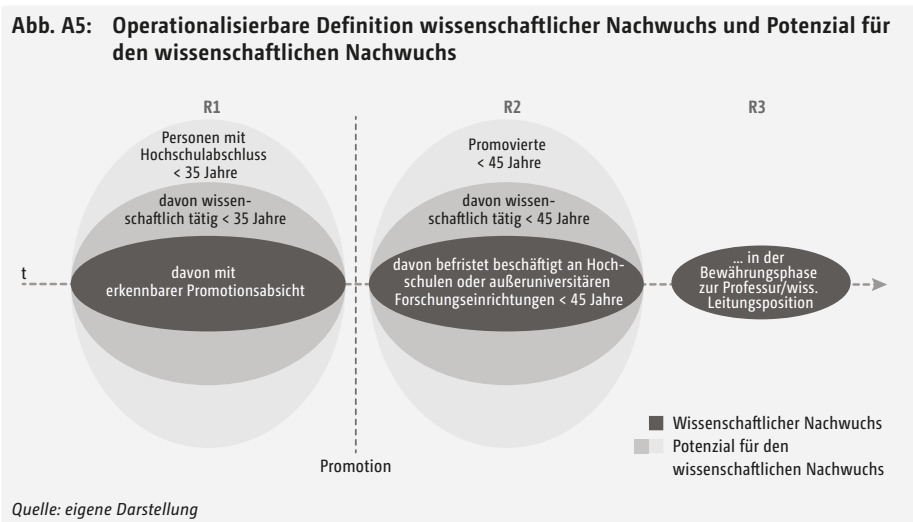 Abb. A5: Operationalisierbare Definition wissenschaftlicher Nachwuchs und Potenzial für
den wissenschaftlichen Nachwuchs
R1
R2
R3
Personen mit
Hochschulabschluss
< 35 Jahre
davon wissen-
schaftlich tätig < 35 Jahre
davon mit
erkennbarer Promotionsabsicht
Promovierte
< 45 Jahre
davon wissen-
schaftlich tätig < 45 Jahre
davon befristet beschäftigt an Hoch-
schulen oder außeruniversitären
Forschungseinrichtungen < 45 Jahre
... in der
Bewährungsphase
zur Professur/wiss.
Leitungsposition
t
Promotion
Wissenschaftlicher Nachwuchs
Potenzial für den
wissenschaftlichen Nachwuchs
Quelle: eigene Darstellung